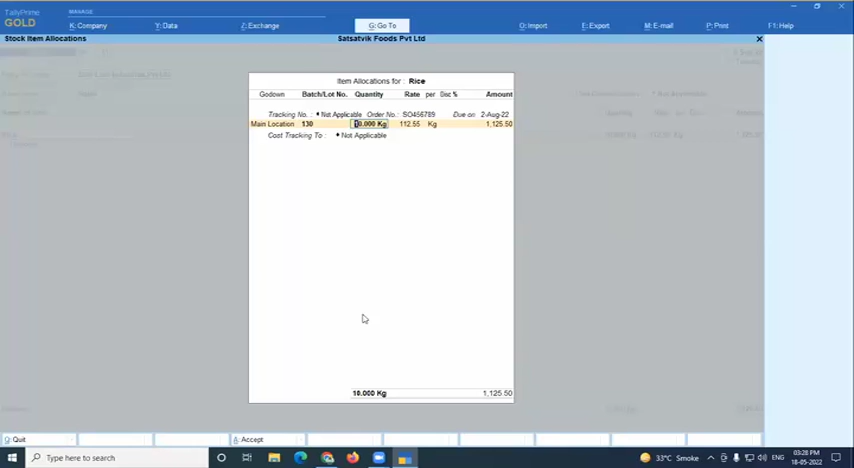 TallyPrime
GOLD
MANAGE
K: Company
Y: Data
Z: Exchange
G: Go To
O: Import
E: Export
M: E-mail
P: Print
F1: Help
Stock Item Allocations
Satsatvik Foods Pvt Ltd
Item Allocations for : Rice
Godown Batch/Lot No. Quantity Rate per Disc % Amount
Tracking No. : ♦ Not Applicable Order No.: SO456789 Due on : 2-Aug-22
Main Location 130 10.000 Kg 112.55 Kg 1,125.50
Cost Tracking To : ♦ Not Applicable
10.000 Kg 1,125.50
Q: Quit
A: Accept
Type here to search
33°C Smoke
ENG
03:28 PM
18-05-2022